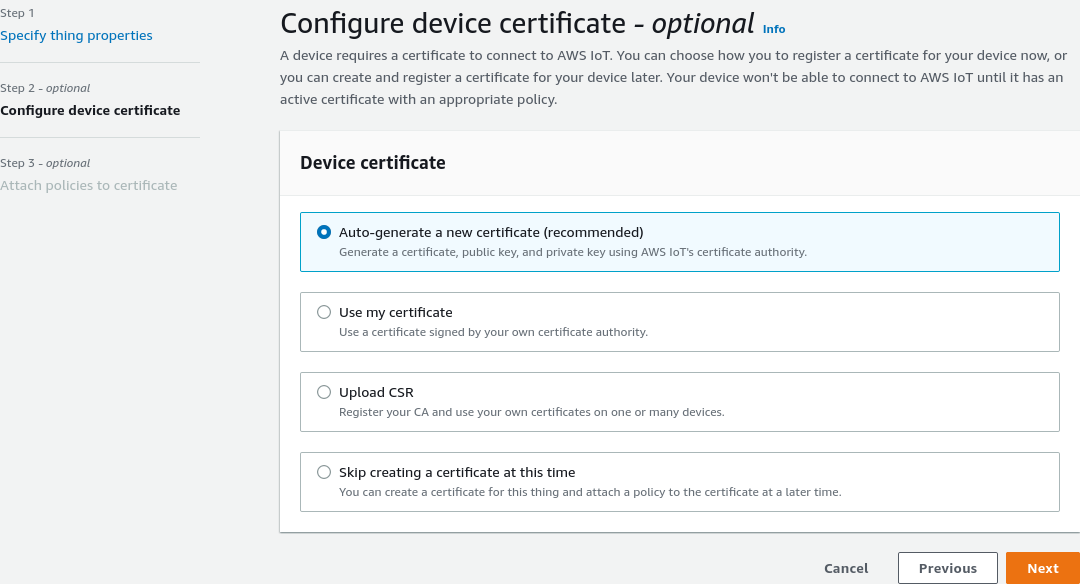 Step 1
Specify thing properties
Step 2 - optional
Configure device certificate
Step 3 - optional
Attach policies to certificate
Configure device certificate - optional Info
A device requires a certificate to connect to AWS IoT. You can choose how you to register a certificate for your device now, or
you can create and register a certificate for your device later. Your device won't be able to connect to AWS IoT until it has an
active certificate with an appropriate policy.
Device certificate
Auto-generate a new certificate (recommended)
Generate a certificate, public key, and private key using AWS IoT's certificate authority.
Use my certificate
Use a certificate signed by your own certificate authority.
Upload CSR
Register your CA and use your own certificates on one or many devices.
Skip creating a certificate at this time
You can create a certificate for this thing and attach a policy to the certificate at a later time.
Cancel Previous Next